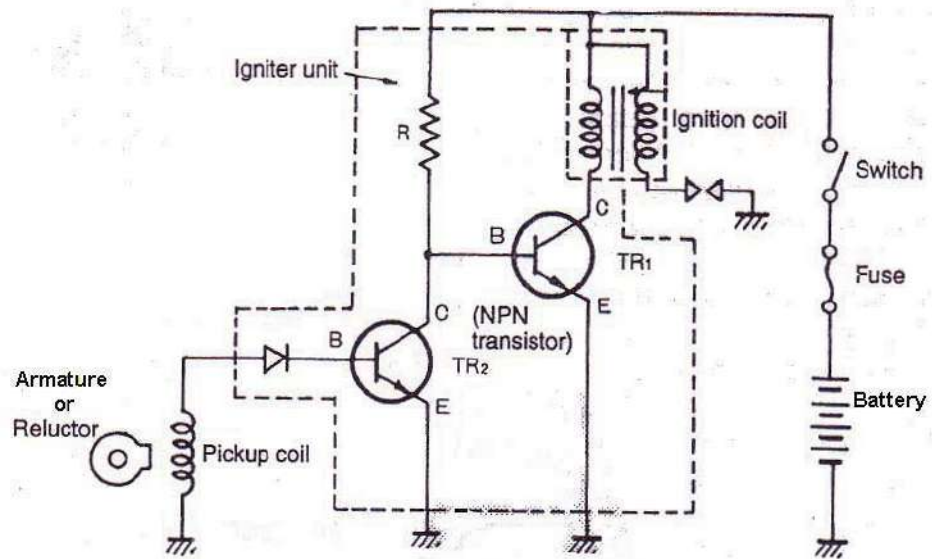 Igniter unit
R
Ignition coil
Switch
C
B
TR1
Fuse
E
(NPN
transistor)
C
B
TR2
E
Armature
or
Reluctor
Pickup coil
Battery